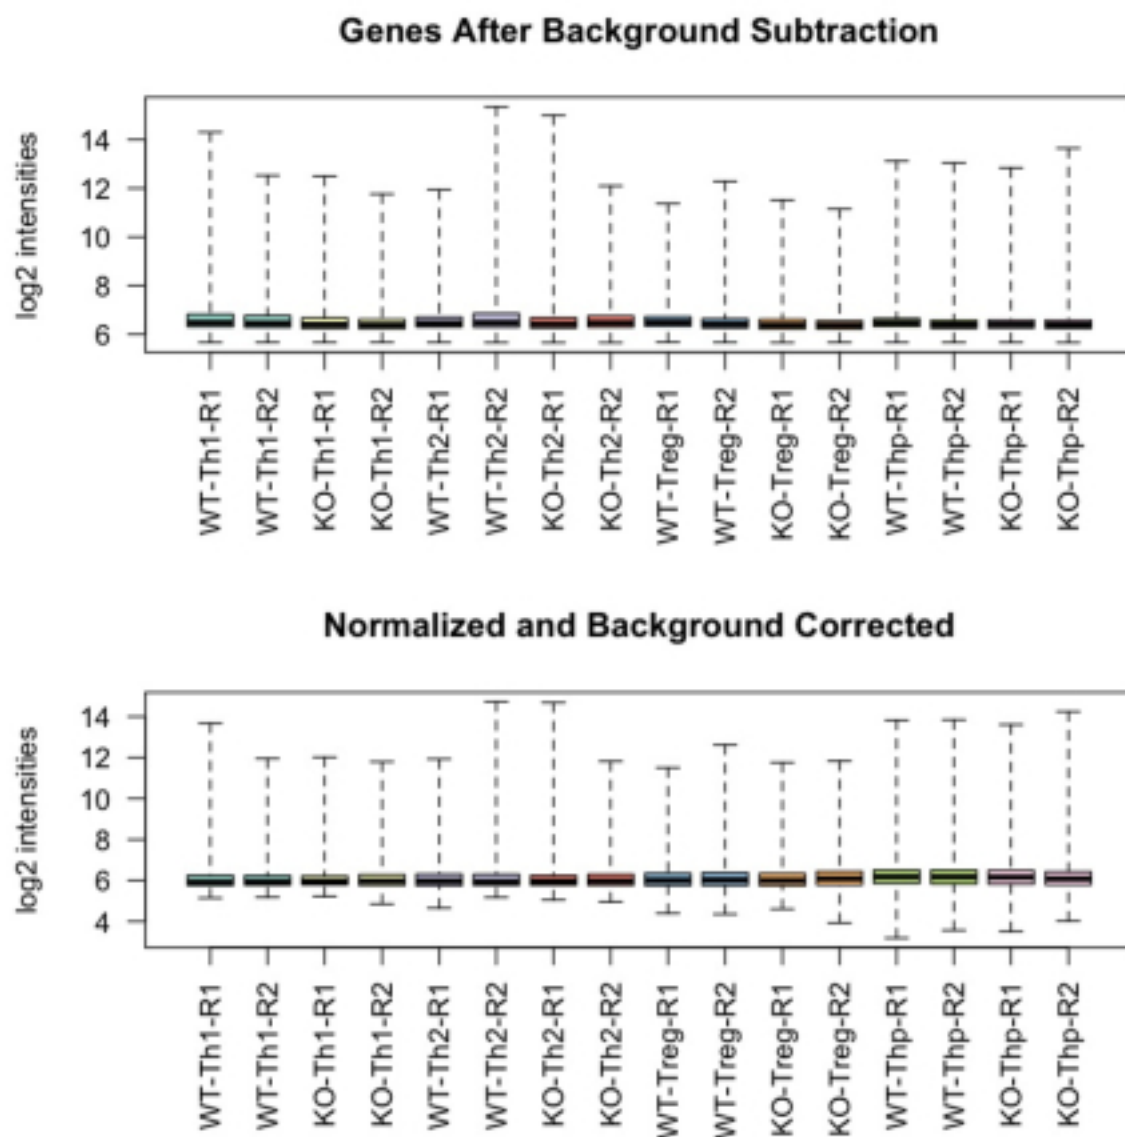 Genes After Background Subtraction
log2 intensities
14
12
10
8
6
WT-Th1-R1
WT-Th1-R2
KO-Th1-R1
KO-Th1-R2
WT-Th2-R1
WT-Th2-R2
KO-Th2-R1
KO-Th2-R2
WT-Treg-R1
WT-Treg-R2
KO-Treg-R1
KO-Treg-R2
WT-Thp-R1
WT-Thp-R2
KO-Thp-R1
KO-Thp-R2
Normalized and Background Corrected
log2 intensities
14
12
10
8
6
4
WT-Th1-R1
WT-Th1-R2
KO-Th1-R1
KO-Th1-R2
WT-Th2-R1
WT-Th2-R2
KO-Th2-R1
KO-Th2-R2
WT-Treg-R1
WT-Treg-R2
KO-Treg-R1
KO-Treg-R2
WT-Thp-R1
WT-Thp-R2
KO-Thp-R1
KO-Thp-R2